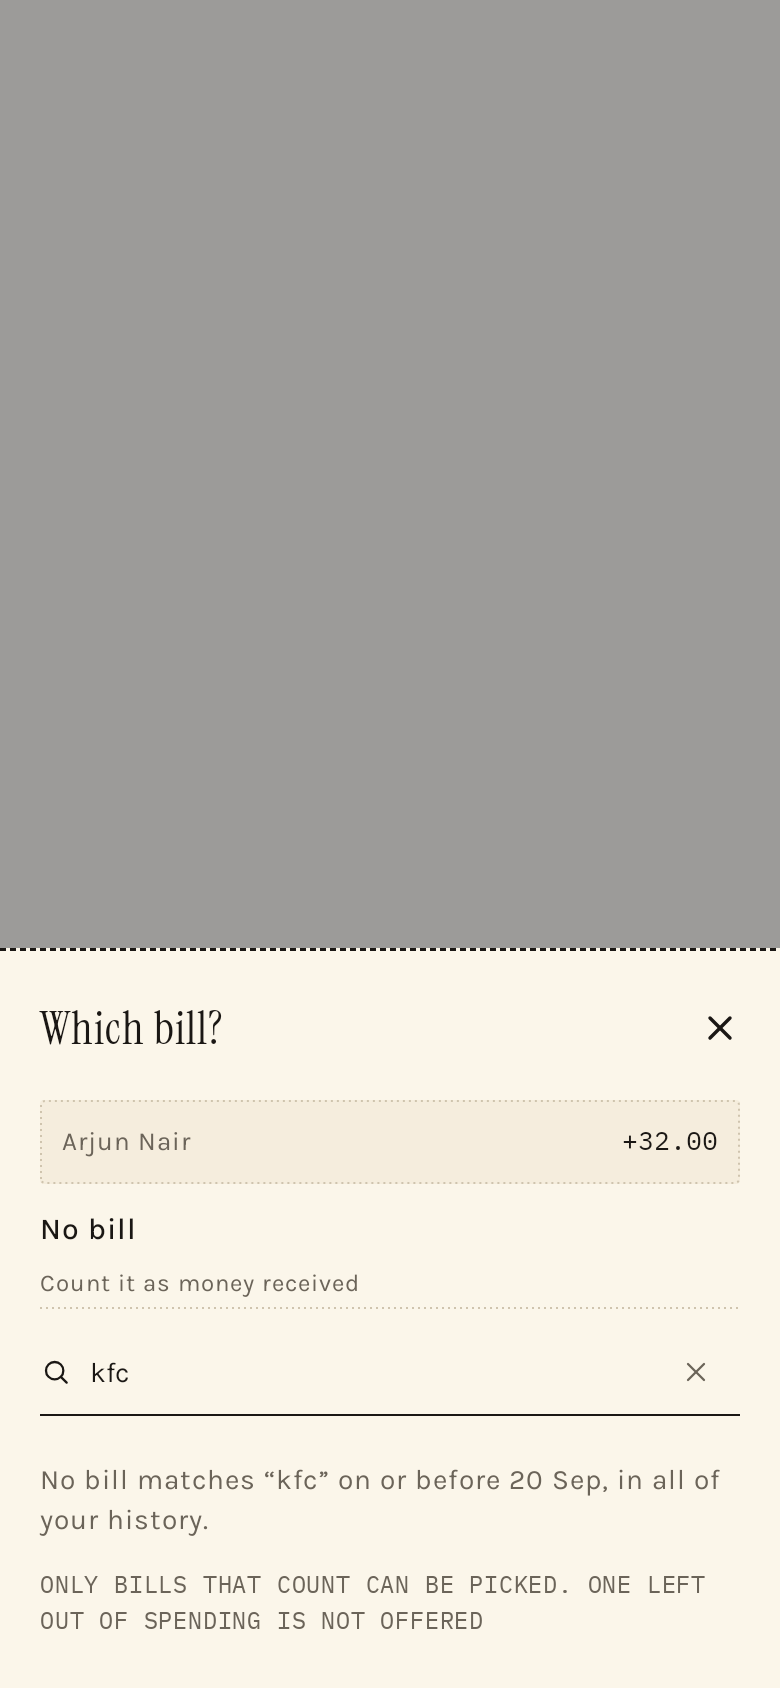 Which bill?
Arjun Nair +32.00
No bill
Count it as money received
kfc
No bill matches “kfc” on or before 20 Sep, in all of
your history.
ONLY BILLS THAT COUNT CAN BE PICKED. ONE LEFT
OUT OF SPENDING IS NOT OFFERED